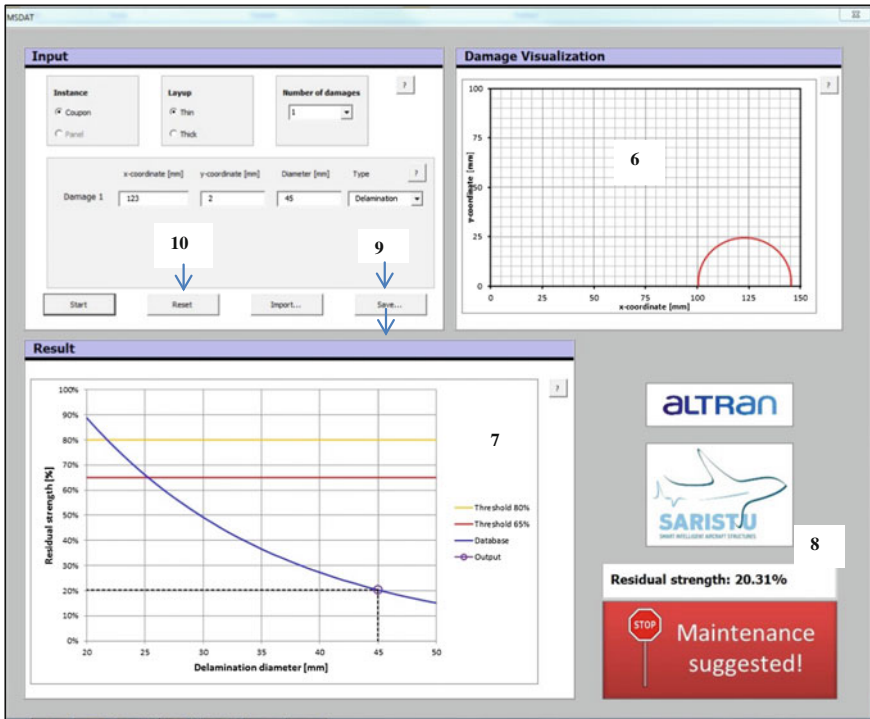 MSDAT
Input
Instance
Coupon
Panel
Layup
Thin
Thick
Number of damages
1
?
x-coordinate [mm]
y-coordinate [mm]
Diameter [mm]
Type
?
Damage 1
123
2
45
Delamination
10
9
Start
Reset
Import...
Save...
Damage Visualization
?
100
75
50
25
0
y-coordinate [mm]
6
0
25
50
75
100
125
150
x-coordinate [mm]
Result
?
100%
90%
80%
70%
60%
50%
40%
30%
20%
10%
0%
Residual strength [%]
20
25
30
35
40
45
50
Delamination diameter [mm]
7
Threshold 80%
Threshold 65%
Database
Output
ALTRAN
SARISTU
SMART INTELLIGENT AIRCRAFT STRUCTURES
8
Residual strength: 20.31%
STOP
Maintenance
suggested!